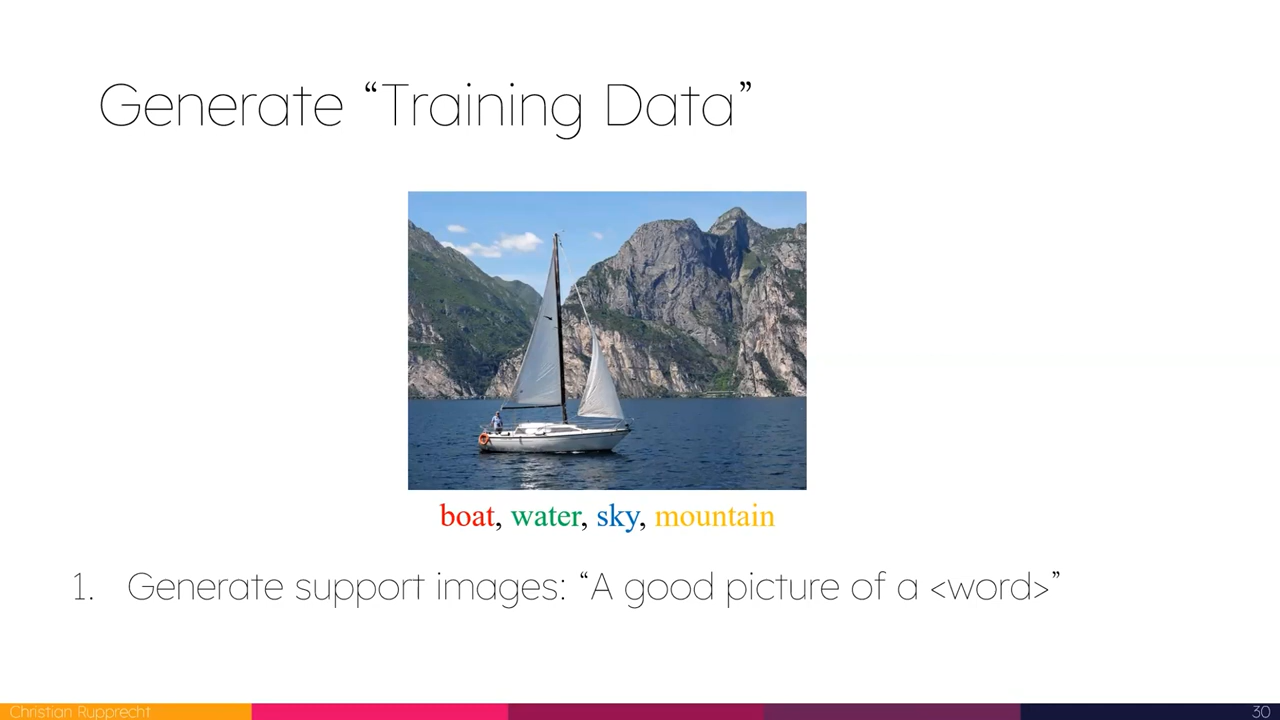 Generate “Training Data”
boat, water, sky, mountain
1. Generate support images: “A good picture of a <word>”
Christian Rupprecht
30